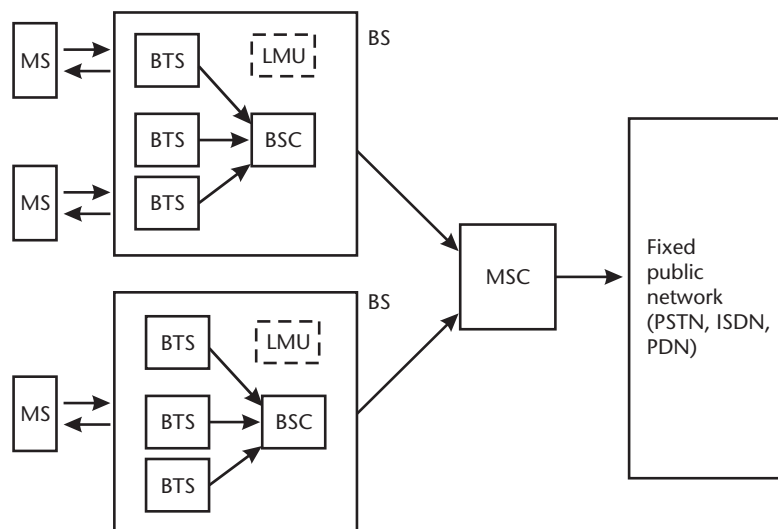 BS
MS
BTS
LMU
BTS
BSC
MS
BTS
BS
MS
BTS
LMU
BTS
BSC
BTS
MSC
Fixed
public
network
(PSTN, ISDN,
PDN)